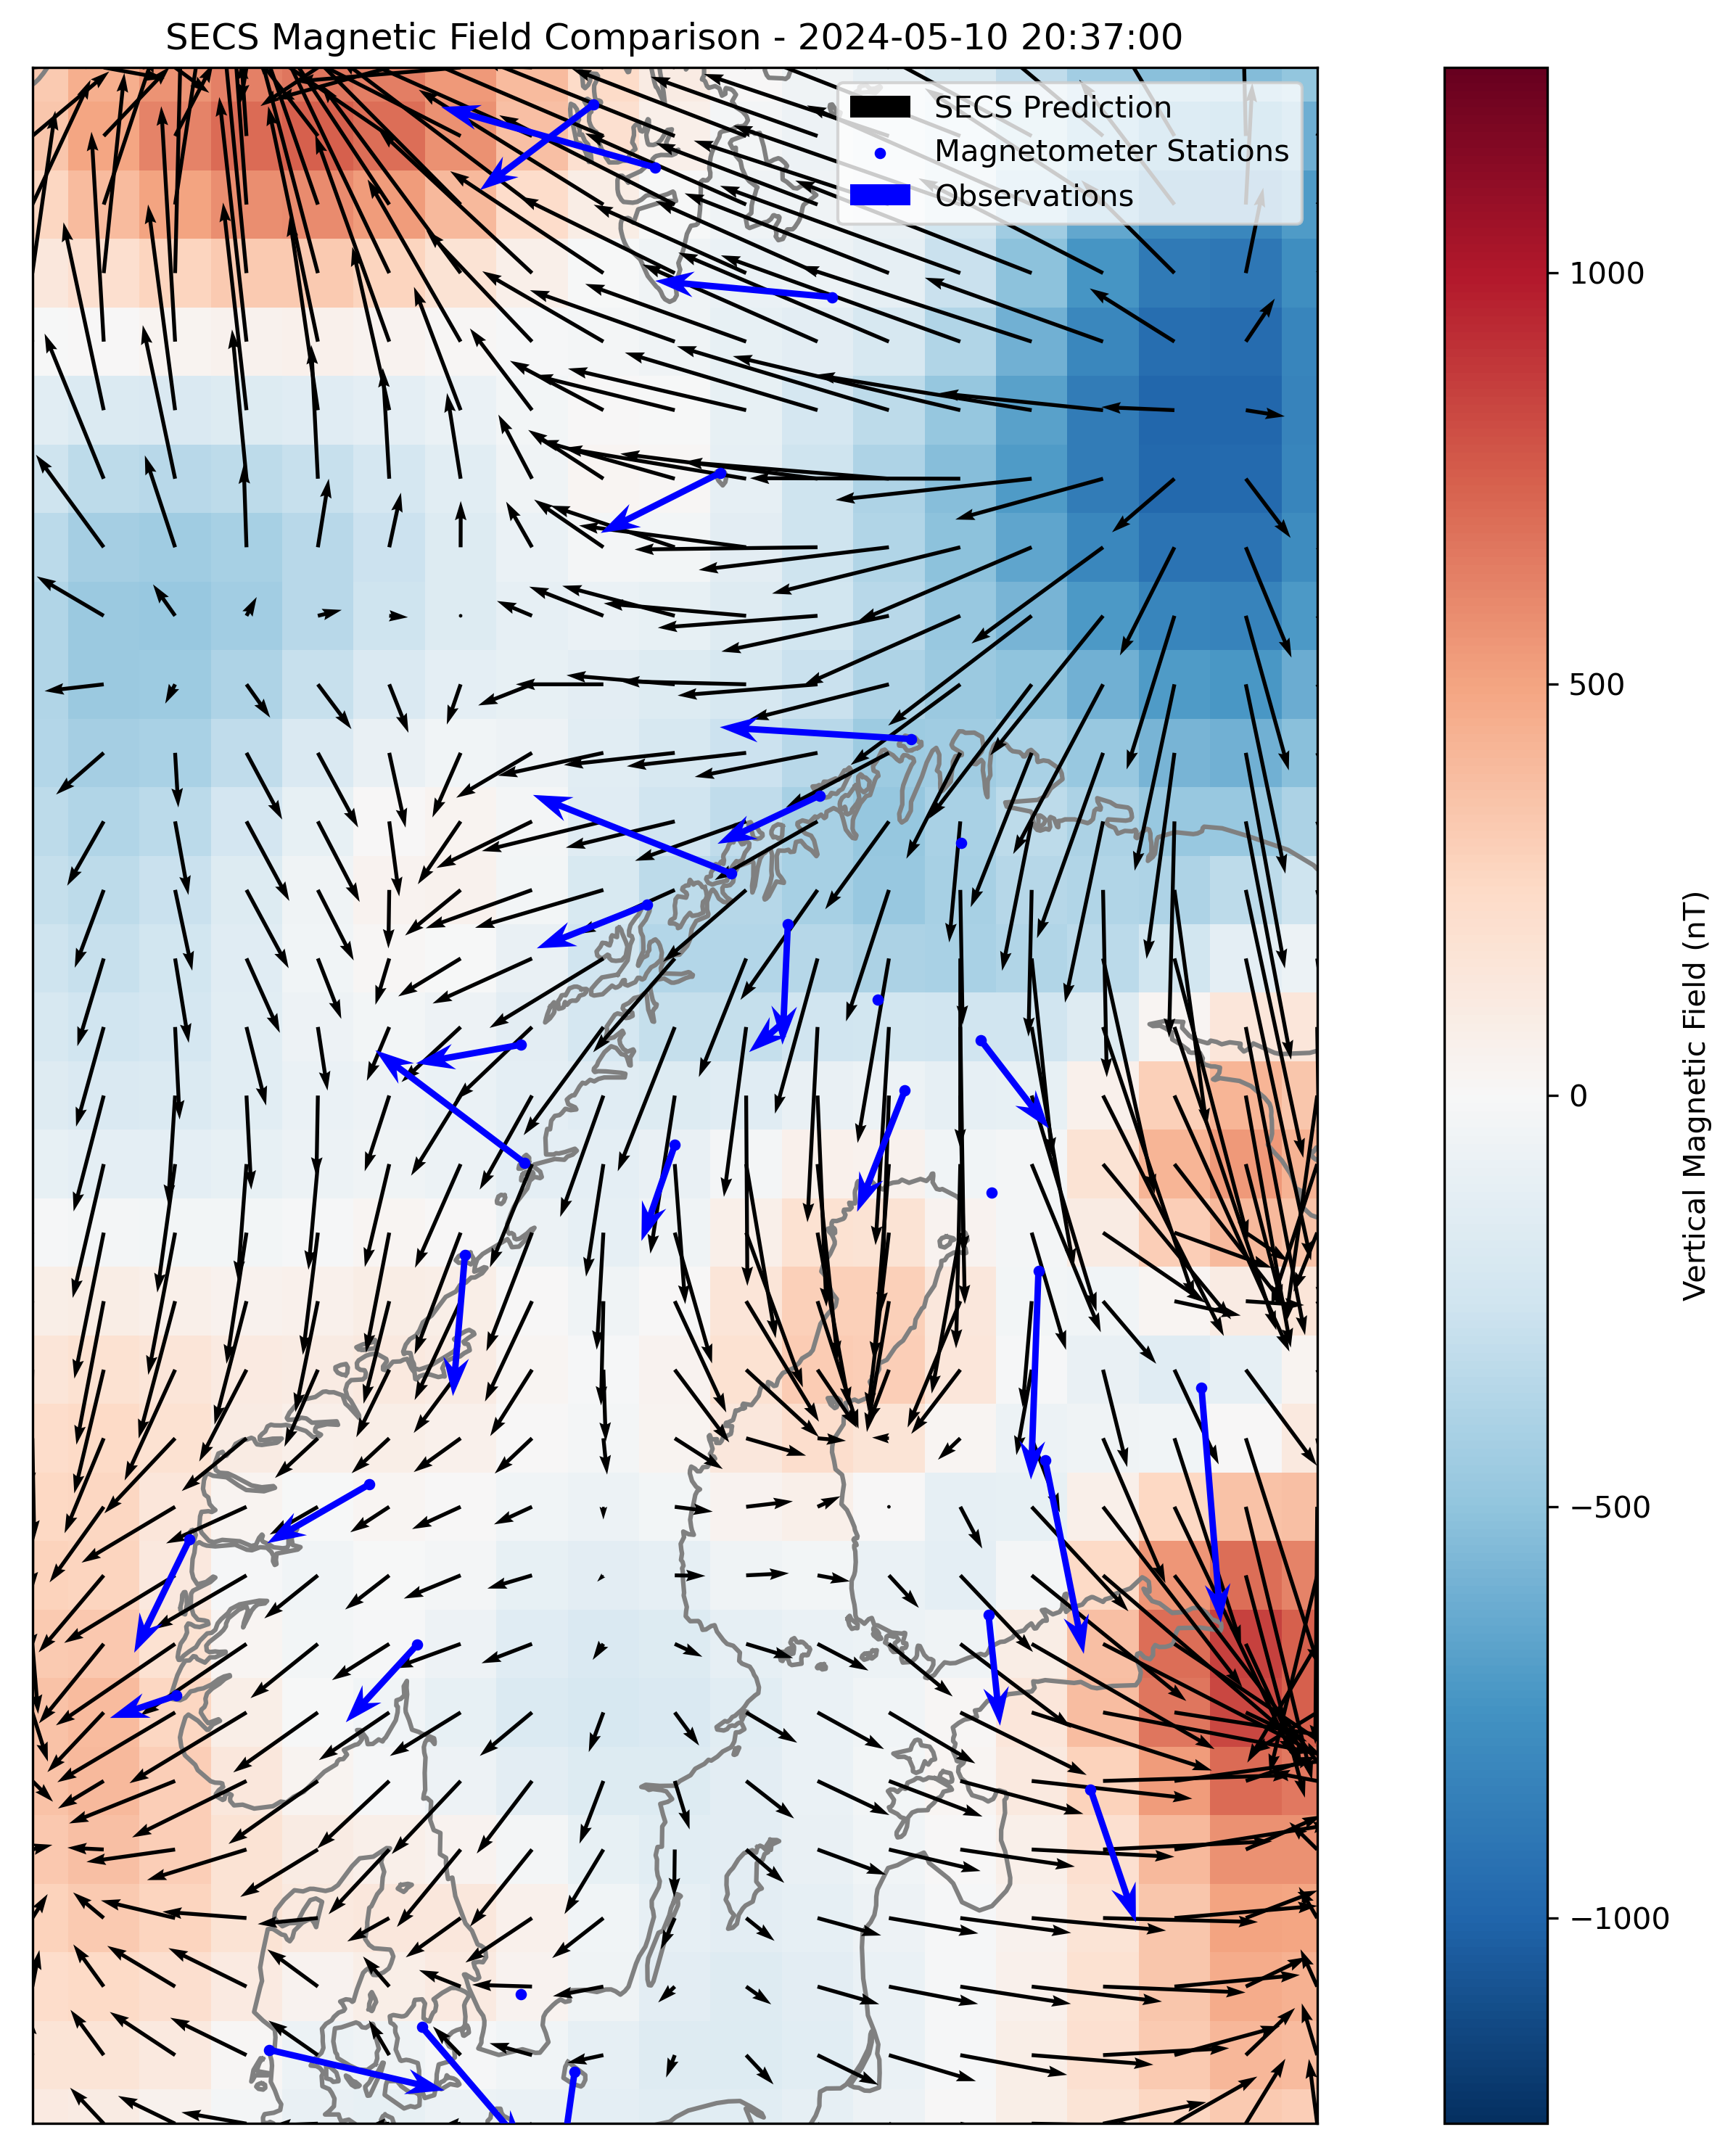 SECS Magnetic Field Comparison - 2024-05-10 20:37:00
SECS Prediction
Magnetometer Stations
Observations
1000
500
0
−500
−1000
Vertical Magnetic Field (nT)